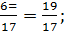 6=/17 = 19/17;